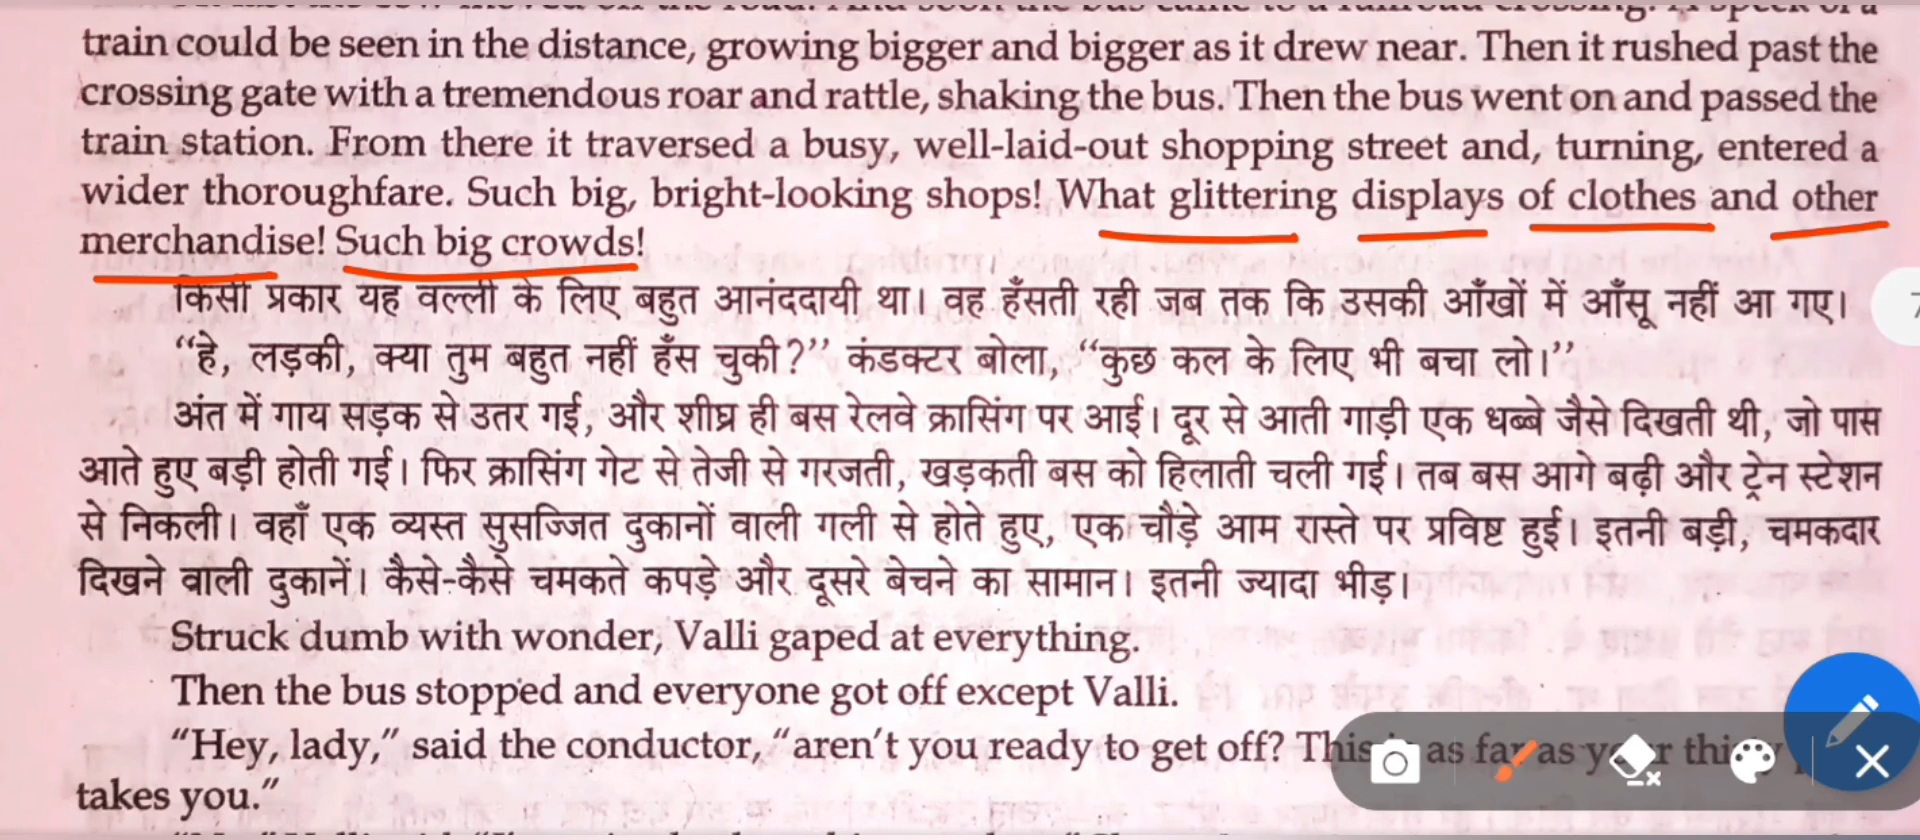 train could be seen in the distance, growing bigger and bigger as it drew near. Then it rushed past the
crossing gate with a tremendous roar and rattle, shaking the bus. Then the bus went on and passed the
train station. From there it traversed a busy, well-laid-out shopping street and, turning, entered a
wider thoroughfare. Such big, bright-looking shops! What glittering displays of clothes and other
merchandise! Such big crowds!
किसी प्रकार यह वल्ली के लिए बहुत आनंददायी था। वह हँसती रही जब तक कि उसकी आँखों में आँसू नहीं आ गए।
“हे, लड़की, क्या तुम बहुत नहीं हँस चुकी?” कंडक्टर बोला, “कुछ कल के लिए भी बचा लो।”
अंत में गाय सड़क से उतर गई, और शीघ्र ही बस रेलवे क्रासिंग पर आई। दूर से आती गाड़ी एक धब्बे जैसे दिखती थी, जो पास
आते हुए बड़ी होती गई। फिर क्रासिंग गेट से तेजी से गरजती, खड़कती बस को हिलाती चली गई। तब बस आगे बढ़ी और ट्रेन स्टेशन
से निकली। वहाँ एक व्यस्त सुसज्जित दुकानों वाली गली से होते हुए, एक चौड़े आम रास्ते पर प्रविष्ट हुई। इतनी बड़ी, चमकदार
दिखने वाली दुकानें। कैसे-कैसे चमकते कपड़े और दूसरे बेचने का सामान। इतनी ज्यादा भीड़।
Struck dumb with wonder, Valli gaped at everything.
Then the bus stopped and everyone got off except Valli.
“Hey, lady,” said the conductor, “aren’t you ready to get off? This as far as
takes you.”